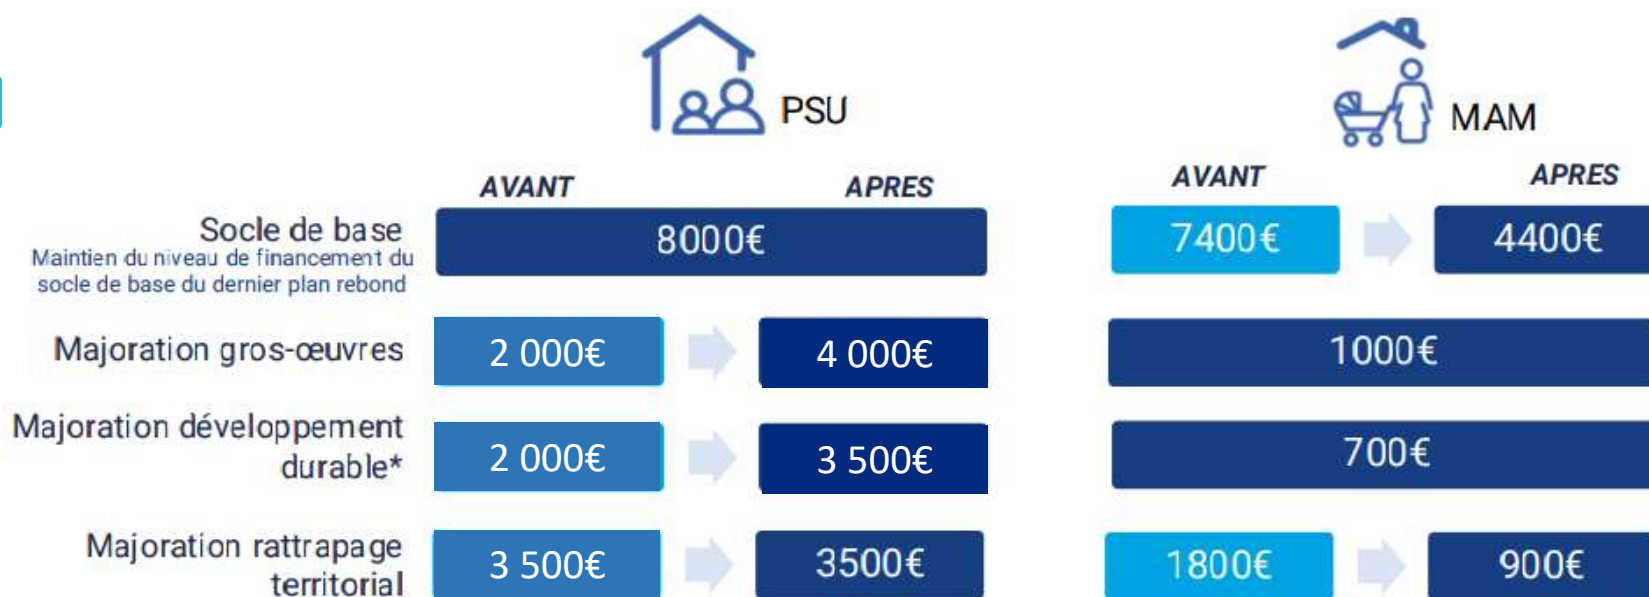 PSU
MAM
AVANT APRES AVANT APRES
Socle de base
Maintien du niveau de financement du
socle de base du dernier plan rebond
8000€ 7400€ 4400€
Majoration gros-œuvres 2 000€ 4 000€ 1000€
Majoration développement
durable*
2 000€ 3 500€ 700€
Majoration rattrapage
territorial
3 500€ 3500€ 1800€ 900€